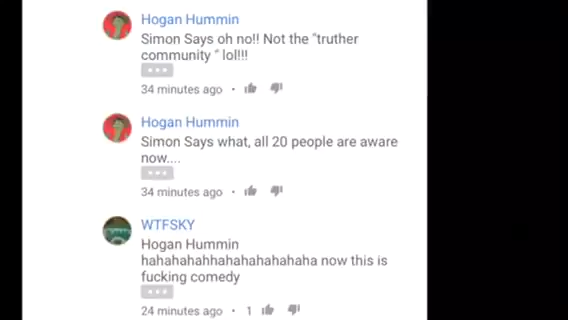 Hogan Hummin
Simon Says oh no!! Not the "truther
community " lol!!!
34 minutes ago
Hogan Hummin
Simon Says what, all 20 people are aware
now....
34 minutes ago
WTFSKY
Hogan Hummin
hahahahahhahahahahahaha now this is
fucking comedy
24 minutes ago · 1